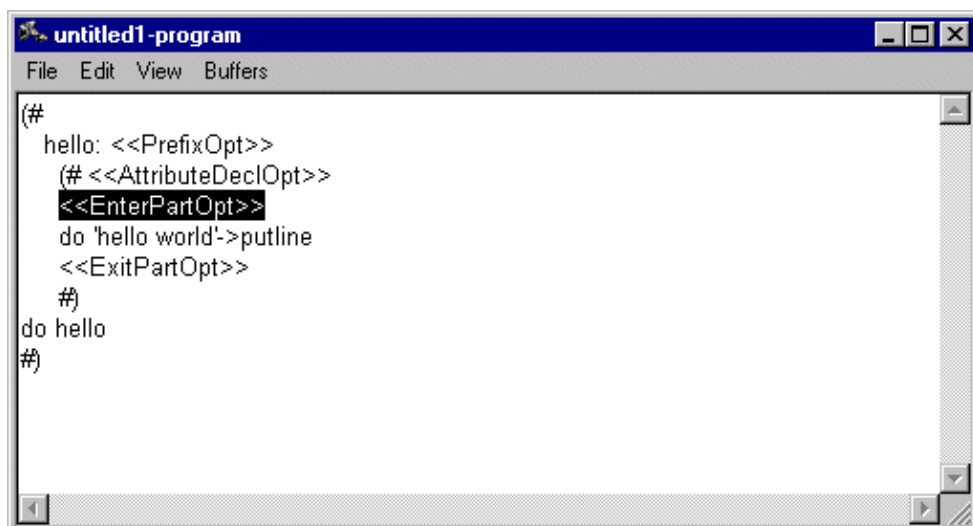 untitled1-program
File Edit View Buffers
(#
hello: <<PrefixOpt>>
(# <<AttributeDeclOpt>>
<<EnterPartOpt>>
do 'hello world'->putline
<<ExitPartOpt>>
#)
do hello
#)